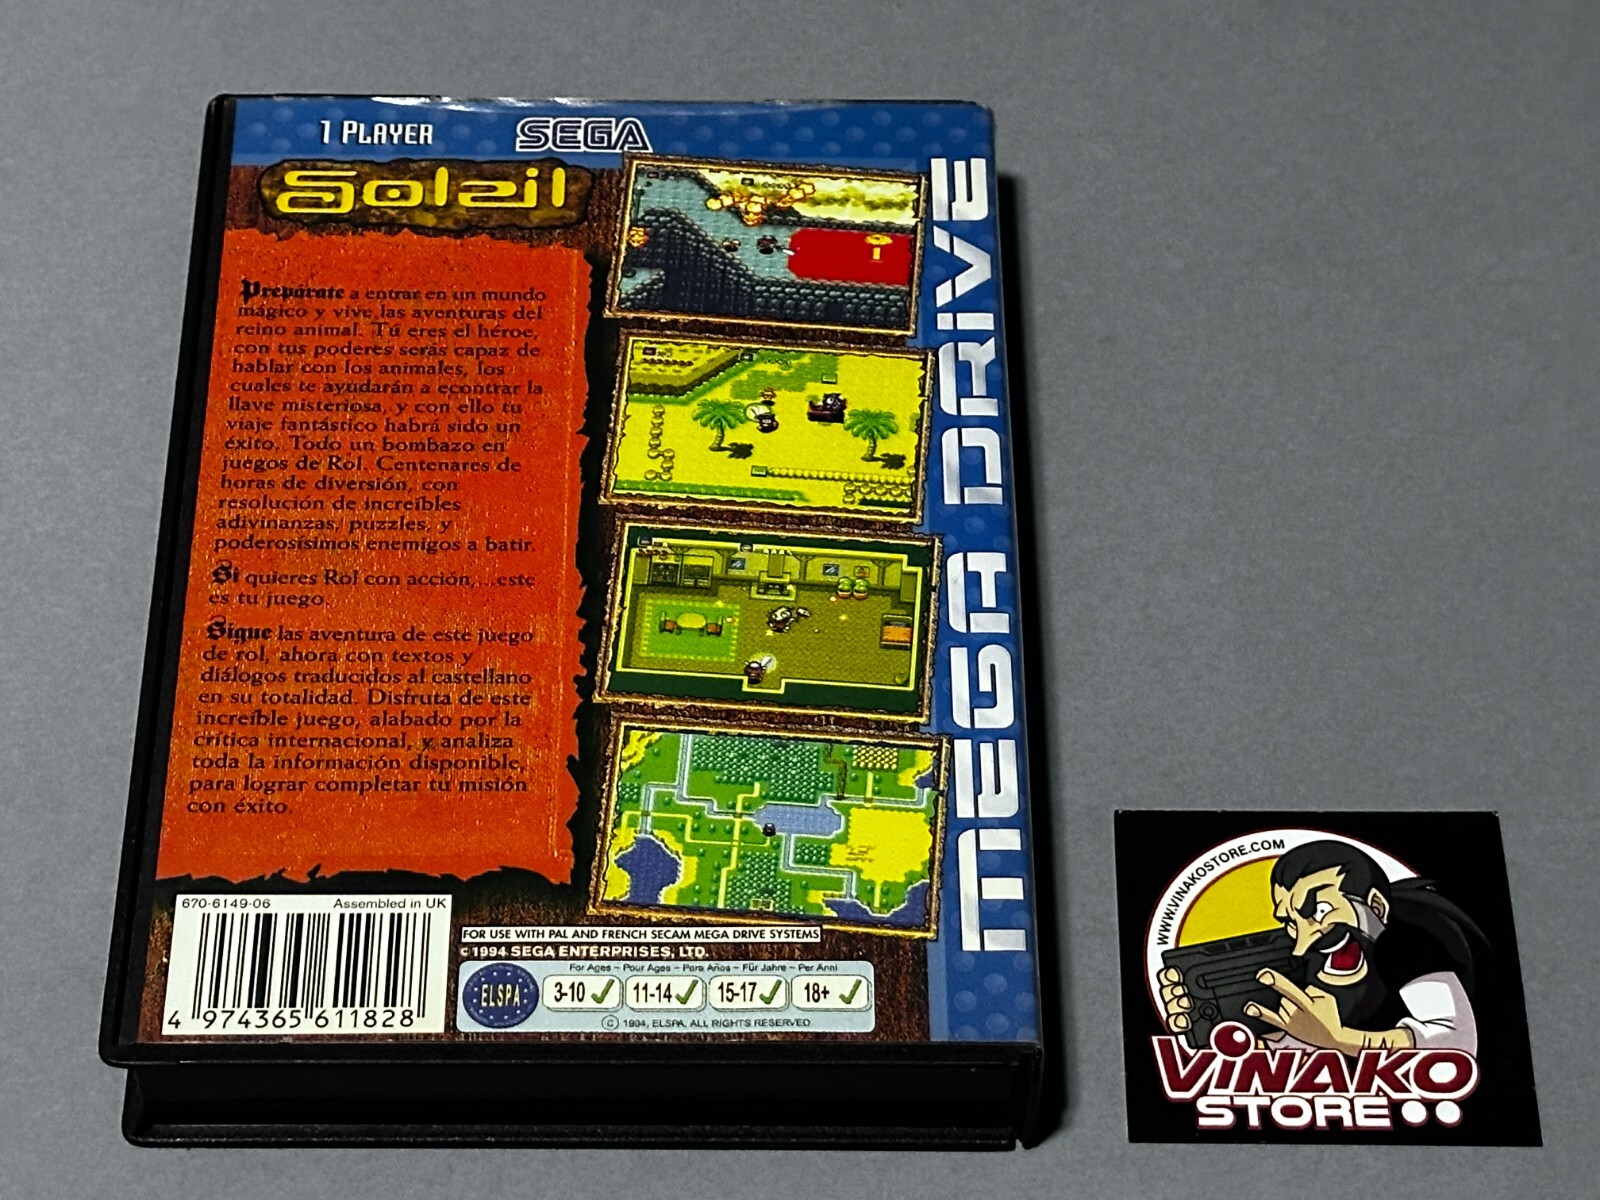 1 PLAYER
SEGA
Soleil
Prepárate a entrar en un mundo
mágico y vive las aventuras del
reino animal. Tú eres el héroe,
con tus poderes serás capaz de
hablar con los animales, los
cuales te ayudarán a econtrar la
llave misteriosa, y con ello tu
viaje fantástico habrá sido un
éxito. Todo un bombazo en
juegos de Rol. Centenares de
horas de diversión, con
resolución de increíbles
adivinanzas, puzzles, y
poderosísimos enemigos a batir.
Si quieres Rol con acción,...este
es tu juego.
Sigue las aventura de este juego
de rol, ahora con textos y
diálogos traducidos al castellano
en su totalidad. Disfruta de este
increíble juego, alabado por la
crítica internacional, y analiza
toda la información disponible,
para lograr completar tu misión
con éxito.
MEGA DRIVE
670-6149-06 Assembled in UK
4 974365 611828
FOR USE WITH PAL AND FRENCH SECAM MEGA DRIVE SYSTEMS
©1994 SEGA ENTERPRISES, LTD.
For Ages – Pour Ages – Para Años – Für Jahre – Per Anni
ELSPA 3-10 ✓ 11-14 ✓ 15-17 ✓ 18+ ✓
© 1994, ELSPA. ALL RIGHTS RESERVED
WWW.VINAKOSTORE.COM
VINAKO
STORE